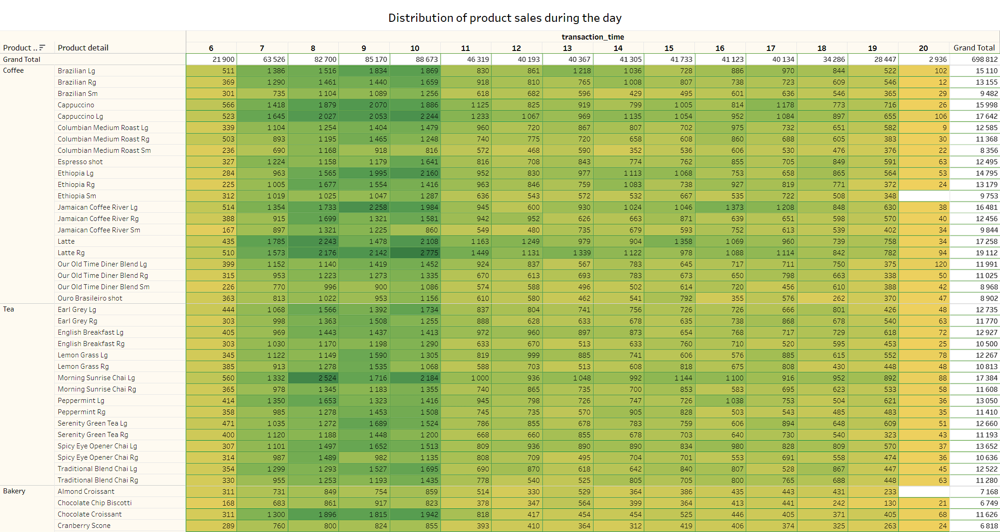 Distribution of product sales during the day
transaction_time
Product .. Product detail 6 7 8 9 10 11 12 13 14 15 16 17 18 19 20 Grand Total
Grand Total 21 900 63 526 82 700 85 170 88 673 46 319 40 193 40 367 41 305 41 733 41 123 40 134 34 286 28 447 2 936 698 812
Coffee Brazilian Lg 511 1 386 1 516 1 834 1 869 830 861 1 218 1 036 728 886 970 844 522 102 15 110
Brazilian Rg 369 1 290 1 461 1 440 1 659 918 810 765 1 008 807 738 723 609 546 12 13 155
Brazilian Sm 301 735 1 104 1 089 1 256 618 682 596 429 495 601 636 546 365 29 9 482
Cappuccino 566 1 418 1 879 2 070 1 886 1 125 825 919 799 1 005 814 1 178 773 716 26 15 998
Cappuccino Lg 523 1 645 2 027 2 053 2 244 1 233 1 067 969 1 135 1 054 952 1 084 897 655 106 17 642
Columbian Medium Roast Lg 339 1 104 1 254 1 404 1 479 960 720 867 807 702 975 732 651 582 9 12 585
Columbian Medium Roast Rg 503 893 1 195 1 465 1 248 740 775 720 658 608 860 688 605 383 30 11 368
Columbian Medium Roast Sm 236 690 1 168 918 816 572 468 590 352 536 606 530 476 376 22 8 356
Espresso shot 327 1 224 1 158 1 179 1 641 816 708 843 774 762 855 705 849 591 63 12 495
Ethiopia Lg 284 963 1 565 1 995 2 160 952 830 977 1 113 1 068 753 658 865 564 53 14 795
Ethiopia Rg 225 1 005 1 677 1 554 1 416 963 846 759 1 083 738 927 819 771 372 24 13 179
Ethiopia Sm 312 1 019 1 025 1 047 1 287 636 543 572 532 667 535 722 508 348 9 753
Jamaican Coffee River Lg 514 1 354 1 733 2 258 1 984 945 600 930 1 024 1 046 1 373 1 208 848 630 38 16 481
Jamaican Coffee River Rg 388 915 1 699 1 321 1 581 942 952 626 663 871 639 651 598 570 40 12 456
Jamaican Coffee River Sm 167 897 1 321 1 225 860 549 480 735 679 593 752 613 539 402 34 9 844
Latte 435 1 785 2 243 1 478 2 108 1 163 1 249 979 904 1 358 1 069 960 739 758 34 17 258
Latte Rg 510 1 573 2 176 2 142 2 775 1 449 1 131 1 339 1 122 978 1 088 1 114 842 782 94 19 112
Our Old Time Diner Blend Lg 399 1 152 1 140 1 419 1 452 924 837 567 783 645 717 711 750 375 120 11 991
Our Old Time Diner Blend Rg 315 953 1 223 1 273 1 335 670 613 693 783 673 650 798 663 338 50 11 025
Our Old Time Diner Blend Sm 226 770 996 900 1 086 574 588 496 502 614 720 456 610 388 42 8 968
Ouro Brasileiro shot 363 813 1 022 953 1 156 610 580 462 541 792 355 576 262 370 47 8 902
Tea Earl Grey Lg 444 1 068 1 566 1 392 1 734 837 804 741 756 726 726 666 801 426 48 12 735
Earl Grey Rg 303 998 1 363 1 508 1 255 888 628 633 678 635 738 868 678 540 63 11 770
English Breakfast Lg 405 969 1 443 1 437 1 413 972 960 897 873 654 768 717 729 618 72 12 927
English Breakfast Rg 303 1 030 1 170 1 198 1 290 633 670 513 633 760 710 520 595 453 25 10 500
Lemon Grass Lg 345 1 122 1 149 1 590 1 305 819 999 885 741 606 576 885 615 552 78 12 267
Lemon Grass Rg 385 913 1 278 1 535 1 068 588 703 513 608 818 675 808 430 448 48 10 813
Morning Sunrise Chai Lg 560 1 332 2 524 1 716 2 184 1 000 936 1 048 992 1 144 1 100 916 952 892 88 17 384
Morning Sunrise Chai Rg 365 978 1 345 1 183 1 355 740 865 735 700 853 583 695 623 533 58 11 608
Peppermint Lg 414 1 350 1 653 1 323 1 416 945 798 726 747 726 1 038 753 504 621 36 13 050
Peppermint Rg 358 985 1 278 1 453 1 508 745 735 570 905 828 503 543 485 483 35 11 410
Serenity Green Tea Lg 471 1 035 1 272 1 689 1 524 786 855 678 783 759 606 894 648 609 51 12 660
Serenity Green Tea Rg 400 1 120 1 188 1 448 1 200 668 660 855 678 703 640 730 540 323 43 11 193
Spicy Eye Opener Chai Lg 307 1 101 1 497 1 652 1 513 809 936 890 890 834 980 828 809 570 37 13 652
Spicy Eye Opener Chai Rg 314 987 1 489 982 1 135 808 709 495 704 701 553 691 558 474 36 10 636
Traditional Blend Chai Lg 354 1 299 1 293 1 527 1 695 690 870 618 642 840 807 528 867 447 45 12 522
Traditional Blend Chai Rg 330 955 1 253 1 193 1 435 778 540 525 805 705 800 765 688 448 63 11 280
Bakery Almond Croissant 311 731 849 754 859 514 330 529 364 386 435 443 431 233 7 168
Chocolate Chip Biscotti 168 683 861 917 823 378 347 564 399 364 413 441 242 130 21 6 749
Chocolate Croissant 311 1 300 1 896 1 815 1 942 818 417 454 454 525 446 405 371 405 68 11 626
Cranberry Scone 289 760 800 824 855 393 410 364 312 419 406 374 325 263 24 6 818